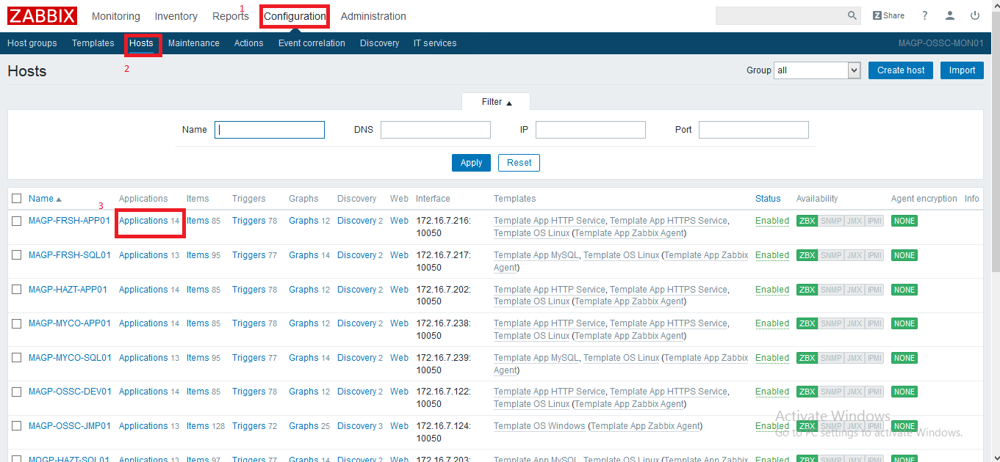 ZABBIX Monitoring Inventory Reports 1 Configuration Administration Z Share ?
Host groups Templates Hosts Maintenance Actions Event correlation Discovery IT services MAGP-OSSC-MON01
2
Hosts Group all Create host Import
Filter ▲
Name DNS IP Port
Apply Reset
Name ▲ Applications Items Triggers Graphs Discovery Web Interface Templates Status Availability Agent encryption Info
3
MAGP-FRSH-APP01 Applications 14 Items 85 Triggers 78 Graphs 12 Discovery 2 Web 172.16.7.216: Template App HTTP Service, Template App HTTPS Service, Enabled ZBX SNMP JMX IPMI NONE
10050 Template OS Linux (Template App Zabbix Agent)
MAGP-FRSH-SQL01 Applications 13 Items 95 Triggers 77 Graphs 14 Discovery 2 Web 172.16.7.217: Template App MySQL, Template OS Linux (Template App Zabbix Enabled ZBX SNMP JMX IPMI NONE
10050 Agent)
MAGP-HAZT-APP01 Applications 14 Items 85 Triggers 78 Graphs 12 Discovery 2 Web 172.16.7.202: Template App HTTP Service, Template App HTTPS Service, Enabled ZBX SNMP JMX IPMI NONE
10050 Template OS Linux (Template App Zabbix Agent)
MAGP-MYCO-APP01 Applications 14 Items 85 Triggers 78 Graphs 12 Discovery 2 Web 172.16.7.238: Template App HTTP Service, Template App HTTPS Service, Enabled ZBX SNMP JMX IPMI NONE
10050 Template OS Linux (Template App Zabbix Agent)
MAGP-MYCO-SQL01 Applications 13 Items 95 Triggers 77 Graphs 14 Discovery 2 Web 172.16.7.239: Template App MySQL, Template OS Linux (Template App Zabbix Enabled ZBX SNMP JMX IPMI NONE
10050 Agent)
MAGP-OSSC-DEV01 Applications 14 Items 85 Triggers 78 Graphs 12 Discovery 2 Web 172.16.7.122: Template App HTTP Service, Template App HTTPS Service, Enabled ZBX SNMP JMX IPMI NONE
10050 Template OS Linux (Template App Zabbix Agent)
Activate Windows
MAGP-OSSC-JMP01 Applications 13 Items 128 Triggers 72 Graphs 25 Discovery 3 Web 172.16.7.124: Template OS Windows (Template App Zabbix Agent) Enabled ZBX SNMP JMX IPMI NONE
10050 Go to PC settings to activate Windows.
MOGP-HAZT-SQL01 Applications 13 Items 97 Triggers 77 Graphs 14 Discovery 2 Web 172.16.7.203: Template App MySQL, Template OS Linux (Template App Zabbix Enabled ZBX SNMP JMX IPMI NONE